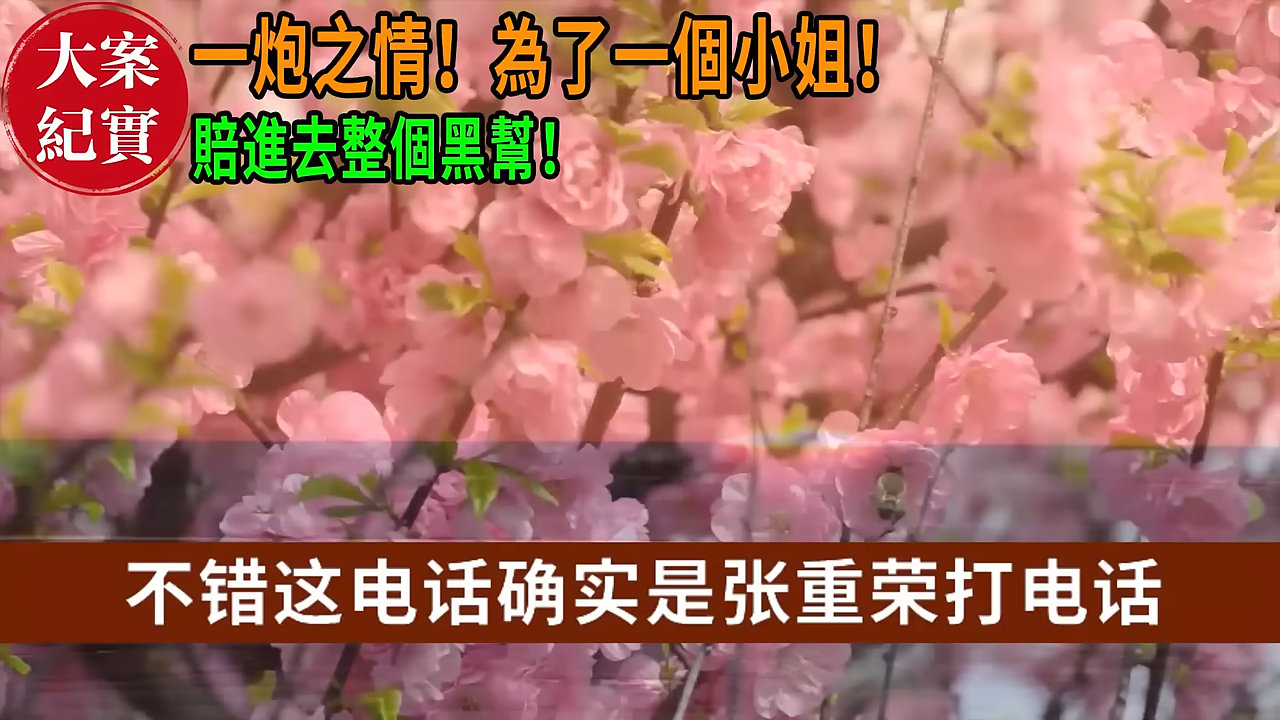 大案
紀實
一炮之情！為了一個小姐！
賠進去整個黑幫！
不错这电话确实是张重荣打电话